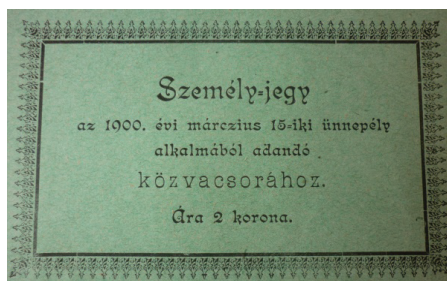 Személy-jegy
az 1900. évi márczius 15-iki ünnepély
alkalmából adandó
közvacsorához.
Ára 2 korona.